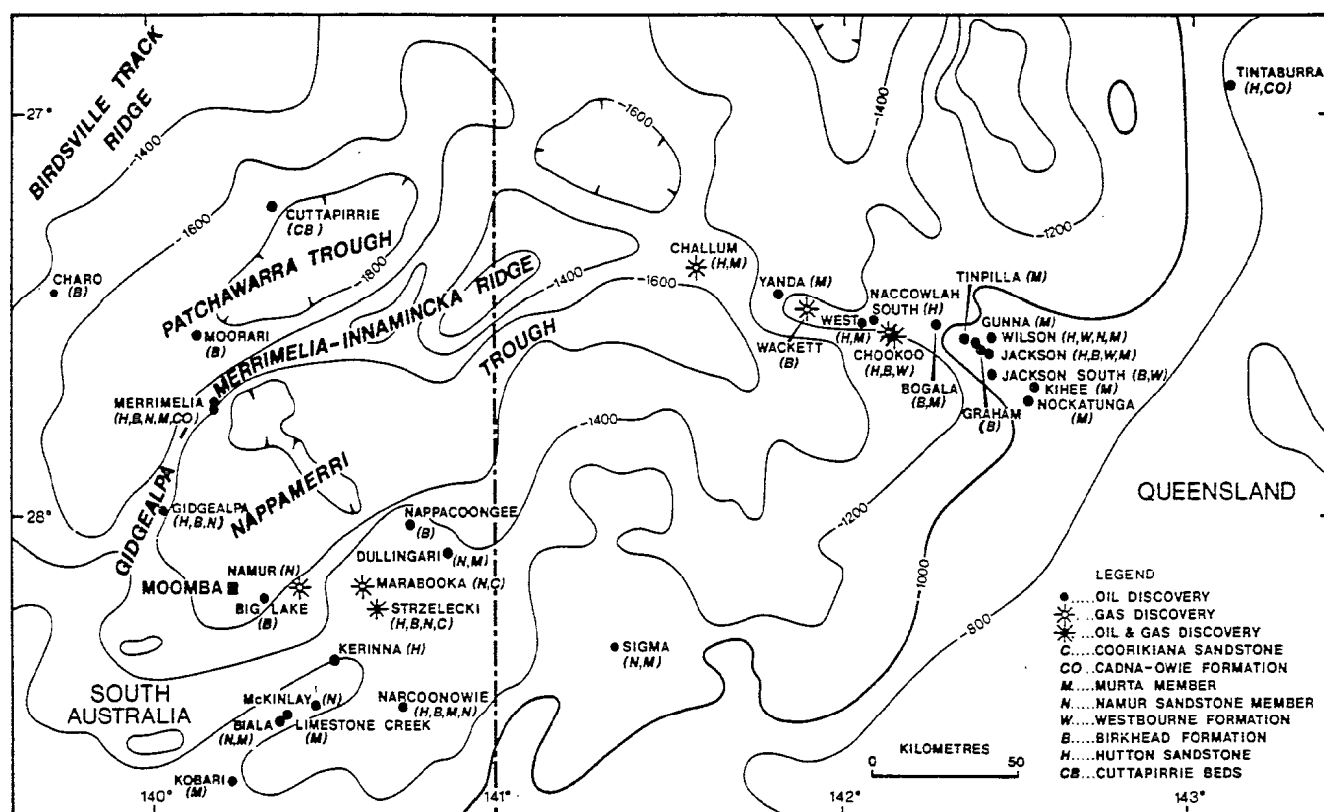 BIRDSVILLE TRACK
RIDGE
27°
-1400
-1600
-1600
-1400
-1200
TINTABURRA
(H,CO)
CUTTAPIRRIE
(CB)
PATCHAWARRA TROUGH
-1800
CHARO
(B)
MOORARI
(B)
MERRIMELIA-INNAMINCKA RIDGE
-1400
-1600
TROUGH
CHALLUM
(H,M)
YANDA (M)
WACKETT
(B)
WEST
(H,M)
NACCOWLAH
SOUTH (H)
CHOOKOO
(H,B,W)
BOGALA
(B,M)
TINPILLA (M)
GUNNA (M)
WILSON (H,W,N,M)
JACKSON (H,B,W,M)
JACKSON SOUTH (B,W)
KIHEE (M)
NOCKATUNGA
(M)
GRAHAM
(B)
MERRIMELIA
(H,B,N,M,CO)
GIDGEALPA
NAPPAMERRI
-1400
28°
GIDGEALPA
(H,B,N)
NAPPACOONGEE
(B)
DULLINGARI
(N,M)
-1200
QUEENSLAND
MOOMBA
NAMUR (N)
BIG LAKE
(B)
MARABOOKA (N,C)
STRZELECKI
(H,B,N,C)
-1000
-800
KERINNA (H)
SIGMA
(N,M)
SOUTH
AUSTRALIA
McKINLAY (N)
BIALA
(N,M)
LIMESTONE CREEK
(M)
NARCOONOWIE
(H,B,M,N)
KOBARI
(M)
KILOMETRES
0 50
LEGEND
.....OIL DISCOVERY
.....GAS DISCOVERY
.....OIL & GAS DISCOVERY
C.....COORIKIANA SANDSTONE
CO...CADNA-OWIE FORMATION
M.....MURTA MEMBER
N.....NAMUR SANDSTONE MEMBER
W.....WESTBOURNE FORMATION
B.....BIRKHEAD FORMATION
H.....HUTTON SANDSTONE
CB...CUTTAPIRRIE BEDS
140°
141°
142°
143°